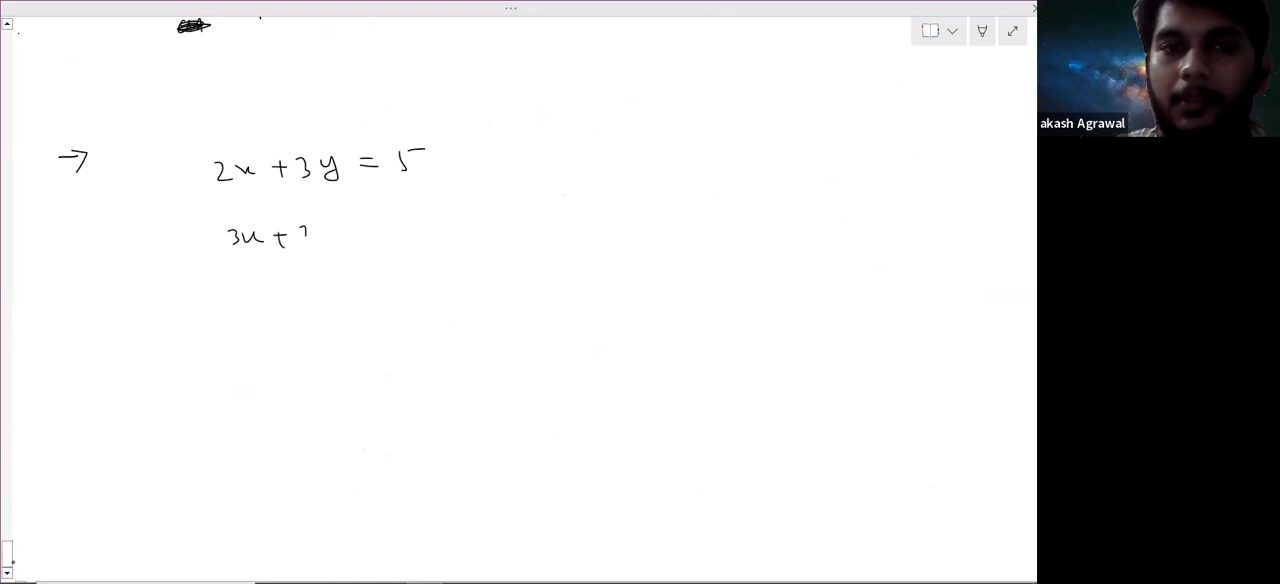 akash Agrawal
→ 2x + 3y = 5
3x +